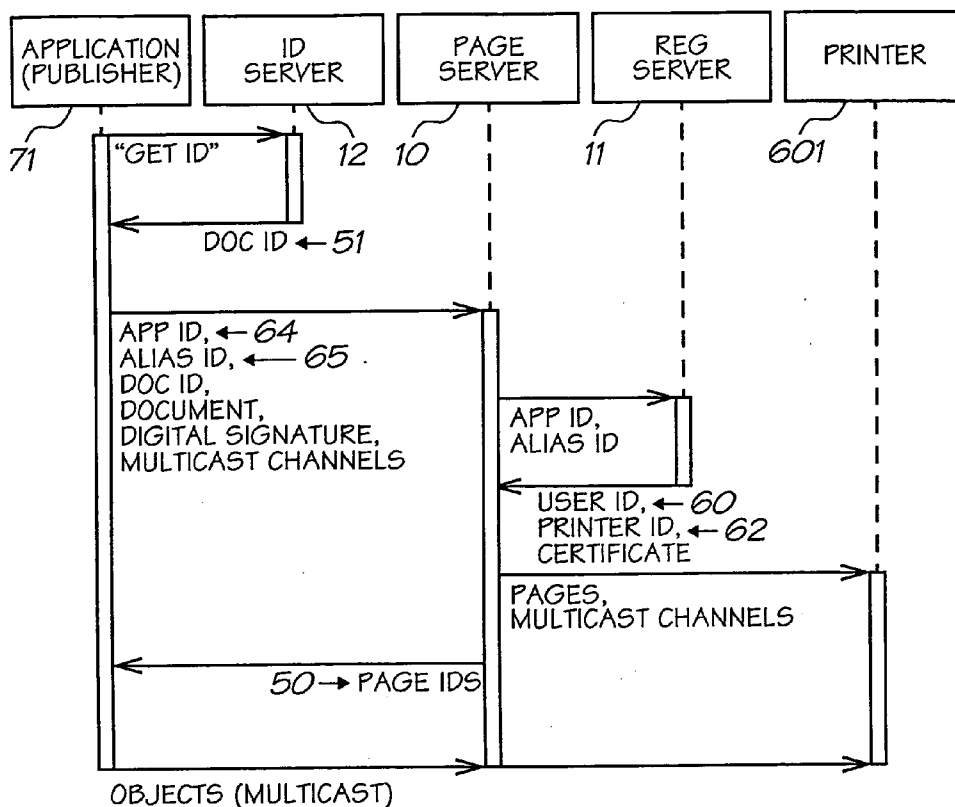 APPLICATION
(PUBLISHER)
ID
SERVER
PAGE
SERVER
REG
SERVER
PRINTER
71
12
10
11
601
"GET ID"
DOC ID ← 51
APP ID, ← 64
ALIAS ID, ← 65
DOC ID,
DOCUMENT,
DIGITAL SIGNATURE,
MULTICAST CHANNELS
APP ID,
ALIAS ID
USER ID, ← 60
PRINTER ID, ← 62
CERTIFICATE
PAGES,
MULTICAST CHANNELS
50 → PAGE IDS
OBJECTS (MULTICAST)